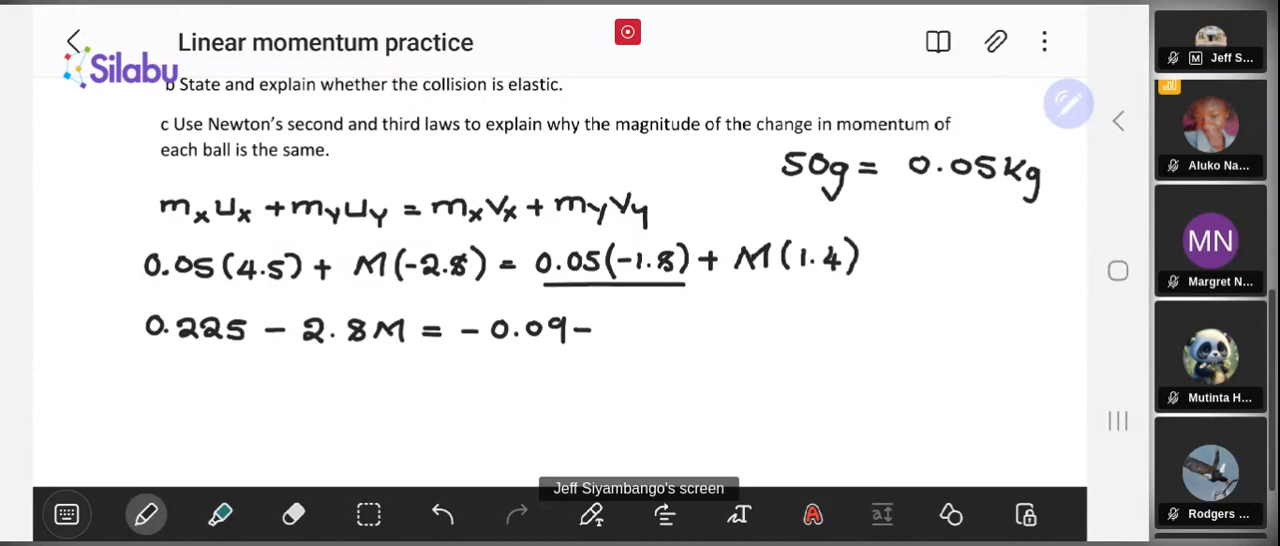 Linear momentum practice
Silabu
b State and explain whether the collision is elastic.
c Use Newton's second and third laws to explain why the magnitude of the change in momentum of
each ball is the same.
50g = 0.05kg
mxux + myuy = mxvx + myvy
0.05(4.5) + M(-2.8) = 0.05(-1.8) + M(1.4)
0.225 - 2.8M = -0.09-
Jeff Siyambango's screen
M Jeff S...
Aluko Na...
MN
Margret N...
Mutinta H...
Rodgers ...